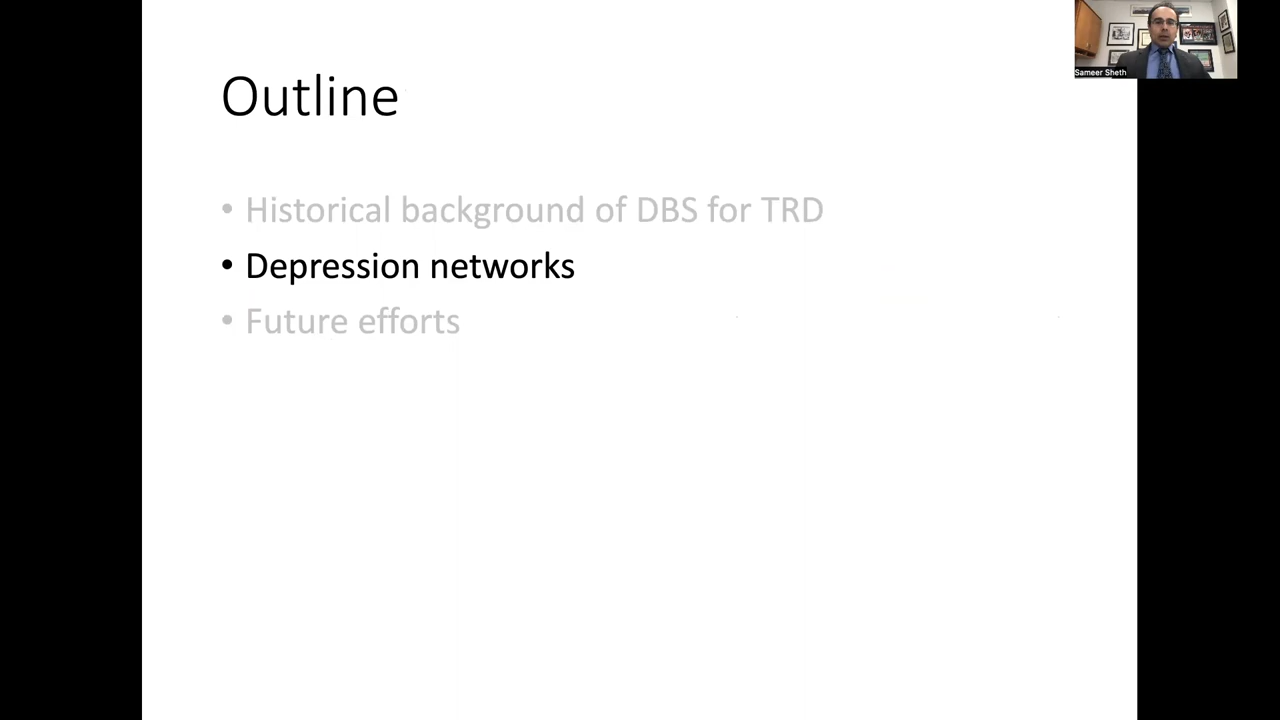 Sameer Sheth
Outline
• Historical background of DBS for TRD
• Depression networks
• Future efforts